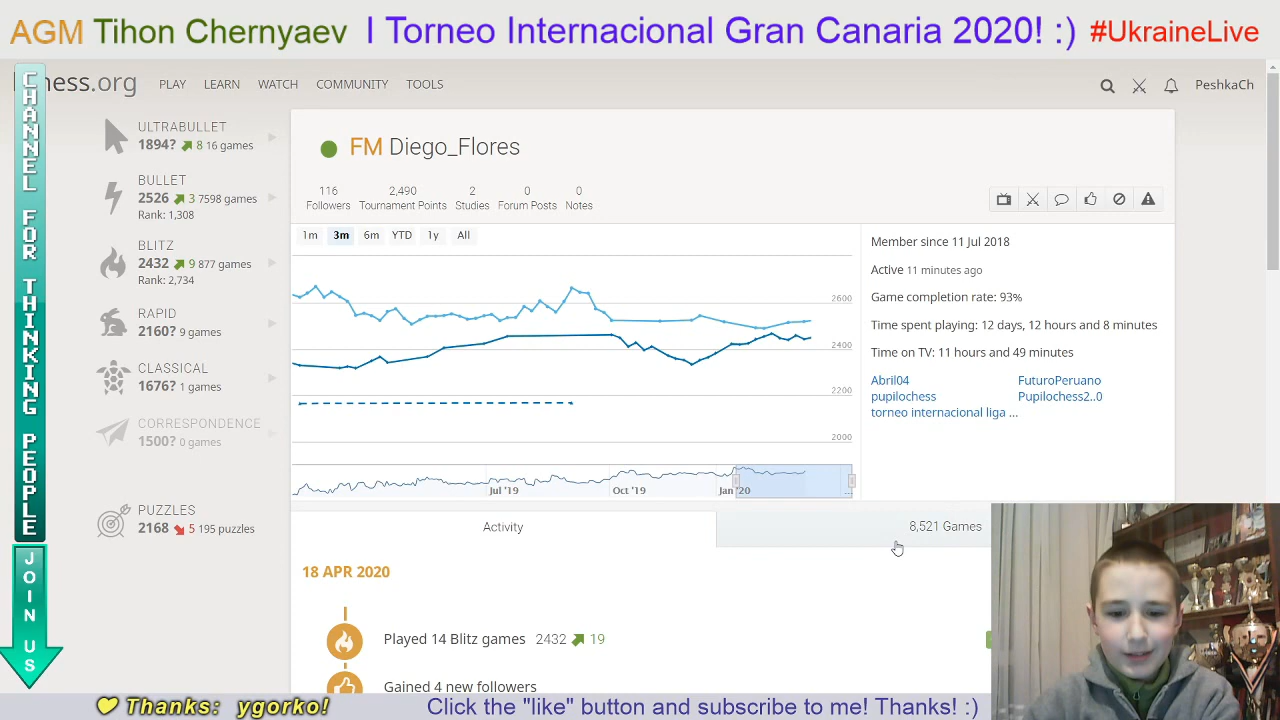 AGM Tihon Chernyaev I Torneo Internacional Gran Canaria 2020! :) #UkraineLive
CHANNEL FOR THINKING PEOPLE
JOIN US
hess.org PLAY LEARN WATCH COMMUNITY TOOLS PeshkaCh
ULTRABULLET
1894? 8 16 games
BULLET
2526 3 7598 games
Rank: 1,308
BLITZ
2432 9 877 games
Rank: 2,734
RAPID
2160? 9 games
CLASSICAL
1676? 1 games
CORRESPONDENCE
1500? 0 games
PUZZLES
2168 5 195 puzzles
FM Diego_Flores
116 2,490 2 0 0
Followers Tournament Points Studies Forum Posts Notes
1m 3m 6m YTD 1y All
2600
2400
2200
2000
Jul '19 Oct '19 Jan '20 ...
Member since 11 Jul 2018
Active 11 minutes ago
Game completion rate: 93%
Time spent playing: 12 days, 12 hours and 8 minutes
Time on TV: 11 hours and 49 minutes
Abril04 FuturoPeruano
pupilochess Pupilochess2..0
torneo internacional liga ...
Activity 8,521 Games
18 APR 2020
Played 14 Blitz games 2432 19
Gained 4 new followers
Thanks: ygorko!
Click the "like" button and subscribe to me! Thanks! :)